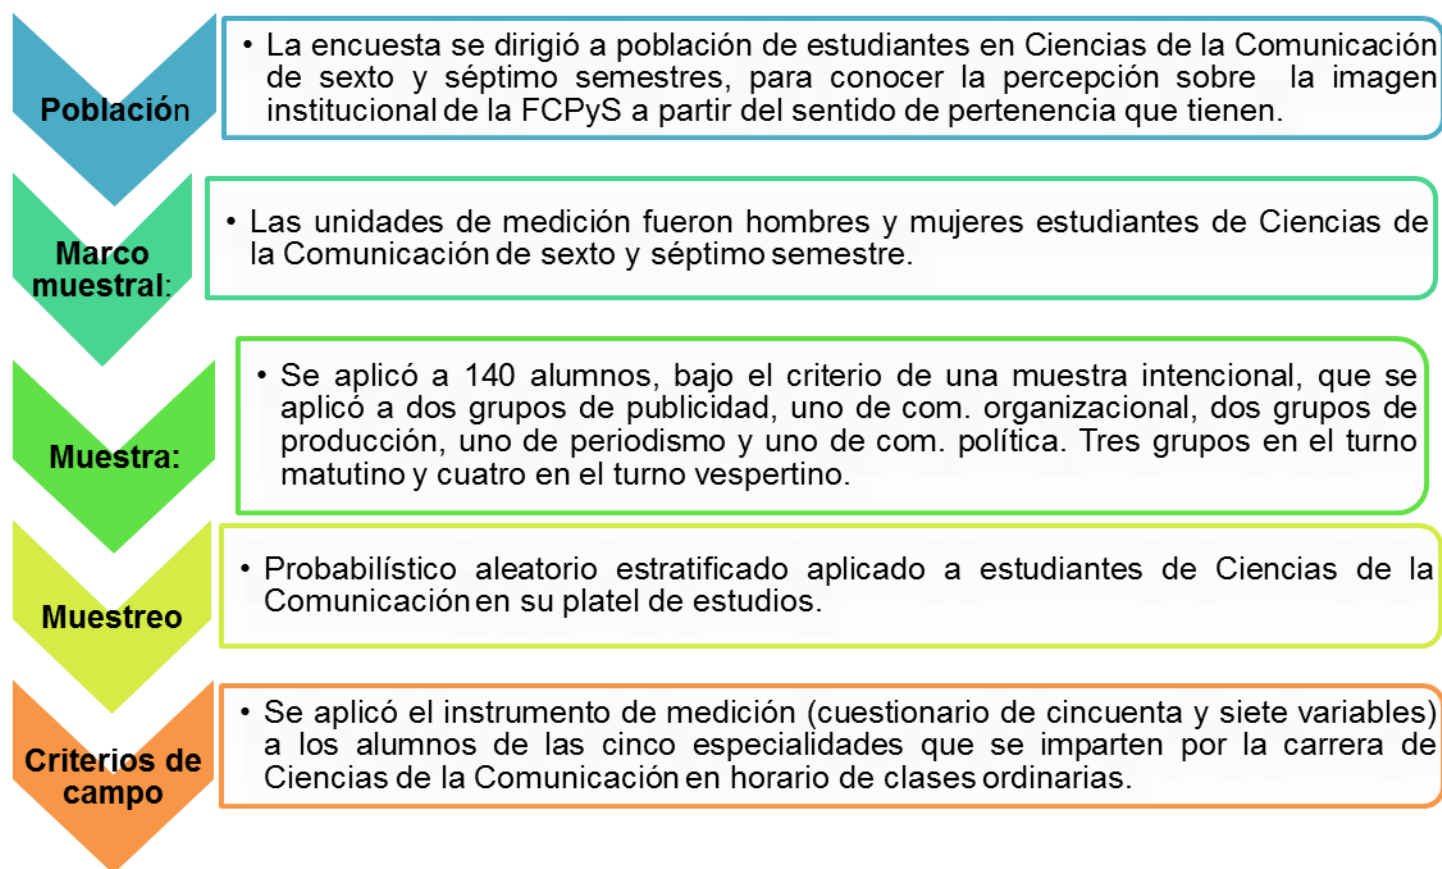 Población
• La encuesta se dirigió a población de estudiantes en Ciencias de la Comunicación
de sexto y séptimo semestres, para conocer la percepción sobre la imagen
institucional de la FCPyS a partir del sentido de pertenencia que tienen.
Marco
muestral:
• Las unidades de medición fueron hombres y mujeres estudiantes de Ciencias de
la Comunicación de sexto y séptimo semestre.
Muestra:
• Se aplicó a 140 alumnos, bajo el criterio de una muestra intencional, que se
aplicó a dos grupos de publicidad, uno de com. organizacional, dos grupos de
producción, uno de periodismo y uno de com. política. Tres grupos en el turno
matutino y cuatro en el turno vespertino.
Muestreo
• Probabilístico aleatorio estratificado aplicado a estudiantes de Ciencias de la
Comunicación en su platel de estudios.
Criterios de
campo
• Se aplicó el instrumento de medición (cuestionario de cincuenta y siete variables)
a los alumnos de las cinco especialidades que se imparten por la carrera de
Ciencias de la Comunicación en horario de clases ordinarias.